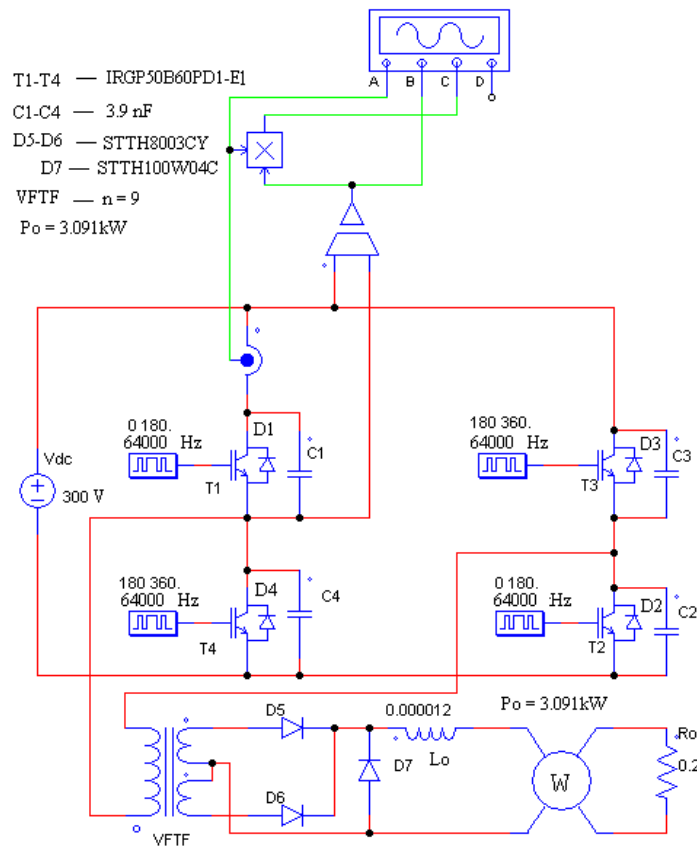 T1-T4 — IRGP50B60PD1-E1
C1-C4 — 3.9 nF
D5-D6 — STTH8003CY
D7 — STTH100W04C
VFTF — n = 9
Po = 3.091kW
A B C D
0 180.
64000 Hz
D1
C1
T1
180 360.
64000 Hz
D3
C3
T3
Vdc
300 V
180 360.
64000 Hz
D4
C4
T4
0 180.
64000 Hz
D2
C2
T2
Po = 3.091kW
D5
0.000012
Lo
D7
D6
W
Ro
0.2
VFTF